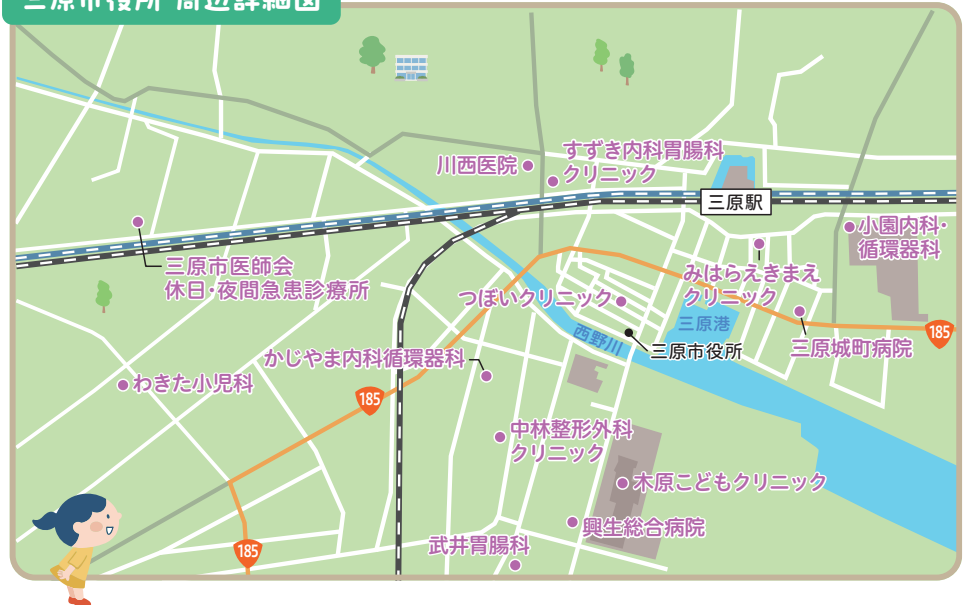 三原市役所 周辺詳細図
川西医院
すずき内科胃腸科
クリニック
三原駅
小園内科・
循環器科
三原市医師会
休日・夜間急患診療所
みはらえきまえ
クリニック
つぼいクリニック
三原港
西野川
三原市役所
三原城町病院
185
かじやま内科循環器科
わきた小児科
185
中林整形外科
クリニック
木原こどもクリニック
興生総合病院
武井胃腸科
185